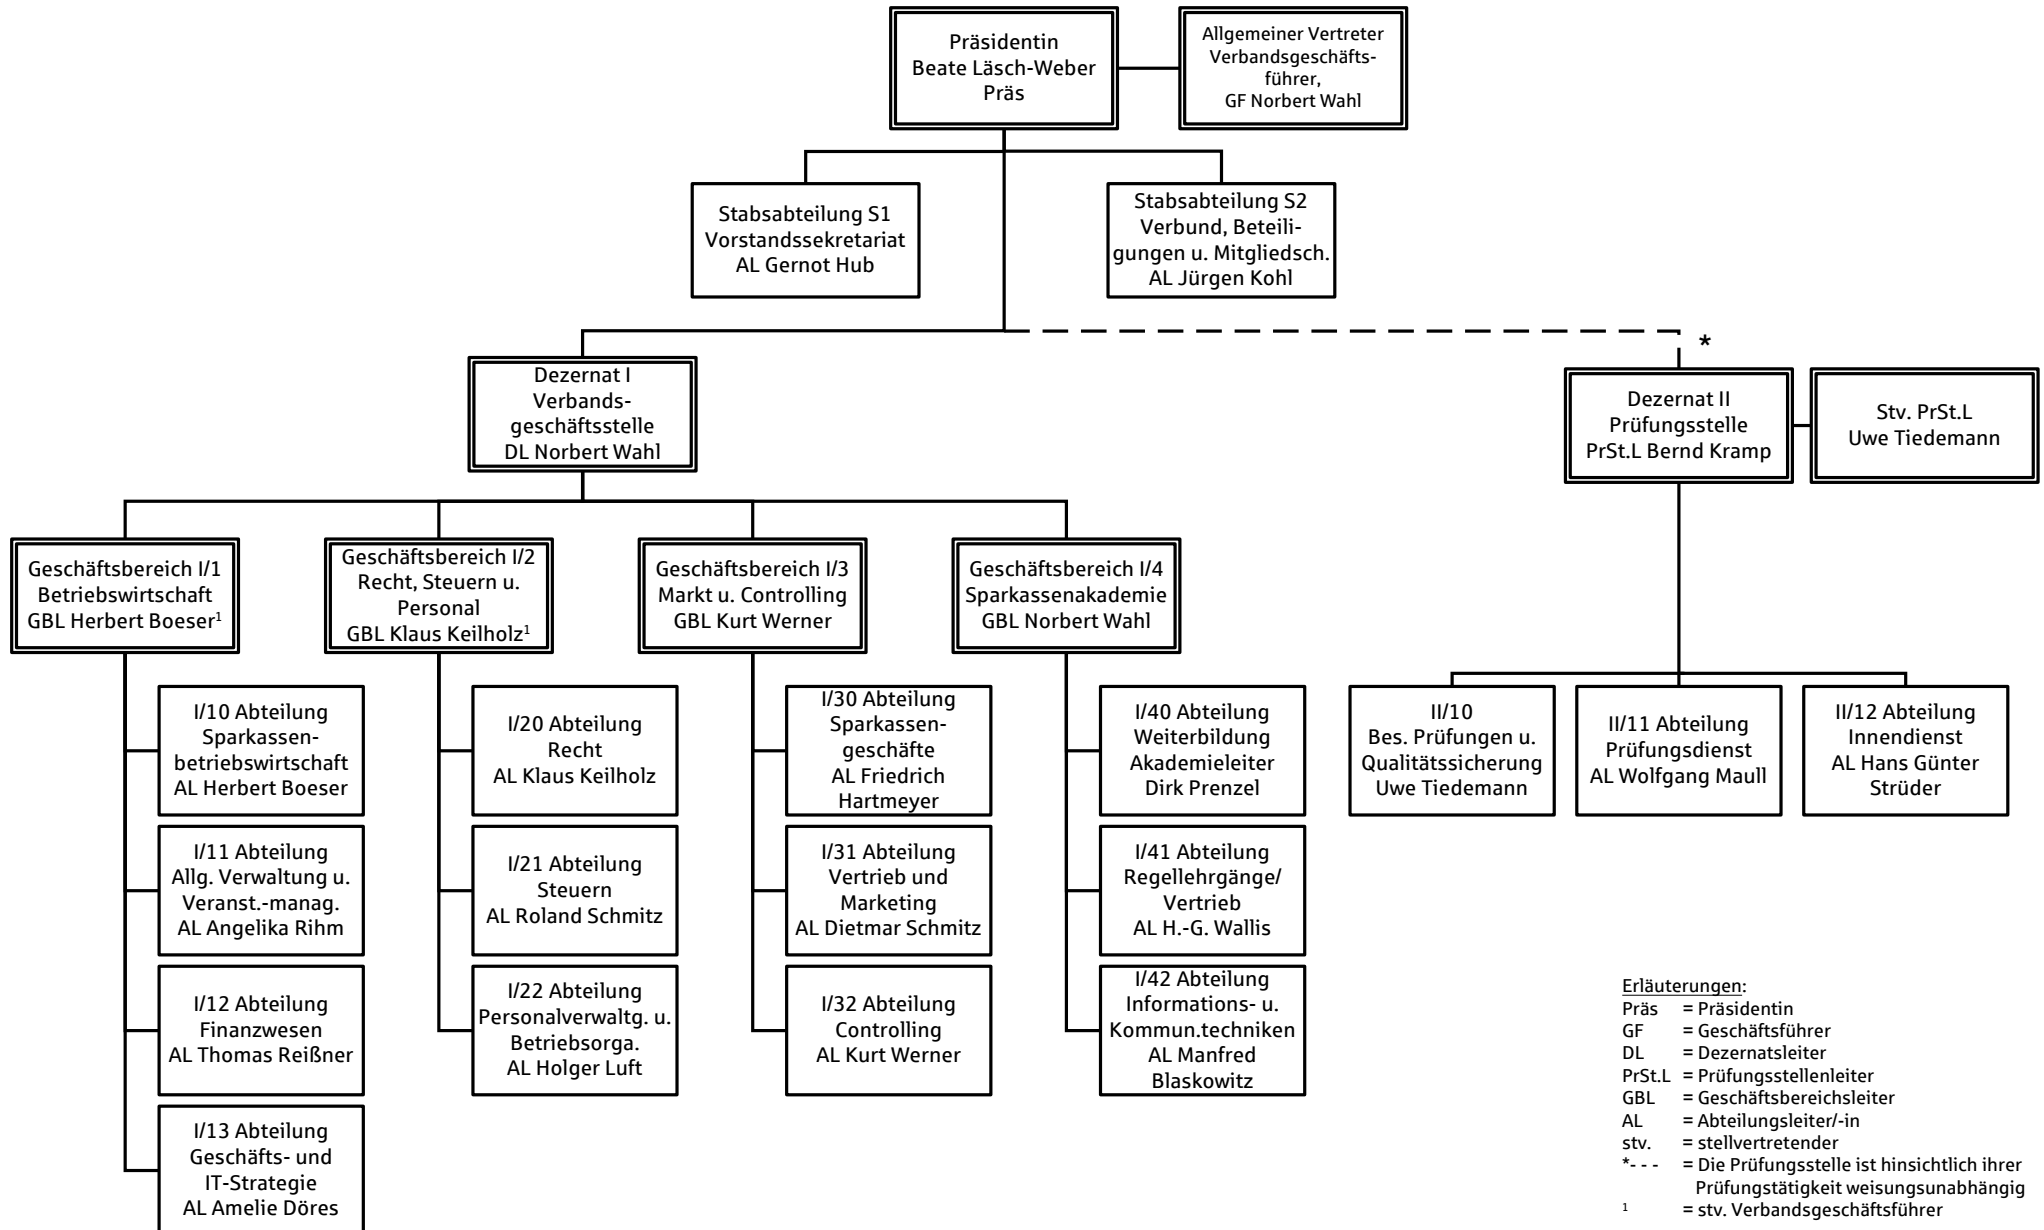 Präsidentin
Beate Läsch-Weber
Präs
Allgemeiner Vertreter
Verbandsgeschäfts-
führer,
GF Norbert Wahl
Stabsabteilung S1
Vorstandssekretariat
AL Gernot Hub
Stabsabteilung S2
Verbund, Beteili-
gungen u. Mitgliedsch.
AL Jürgen Kohl
*
Dezernat I
Verbands-
geschäftsstelle
DL Norbert Wahl
Dezernat II
Prüfungsstelle
PrSt.L Bernd Kramp
Stv. PrSt.L
Uwe Tiedemann
Geschäftsbereich I/1
Betriebswirtschaft
GBL Herbert Boeser¹
Geschäftsbereich I/2
Recht, Steuern u.
Personal
GBL Klaus Keilholz¹
Geschäftsbereich I/3
Markt u. Controlling
GBL Kurt Werner
Geschäftsbereich I/4
Sparkassenakademie
GBL Norbert Wahl
I/10 Abteilung
Sparkassen-
betriebswirtschaft
AL Herbert Boeser
I/11 Abteilung
Allg. Verwaltung u.
Veranst.-manag.
AL Angelika Rihm
I/12 Abteilung
Finanzwesen
AL Thomas Reißner
I/13 Abteilung
Geschäfts- und
IT-Strategie
AL Amelie Döres
I/20 Abteilung
Recht
AL Klaus Keilholz
I/21 Abteilung
Steuern
AL Roland Schmitz
I/22 Abteilung
Personalverwaltg. u.
Betriebsorga.
AL Holger Luft
I/30 Abteilung
Sparkassen-
geschäfte
AL Friedrich
Hartmeyer
I/31 Abteilung
Vertrieb und
Marketing
AL Dietmar Schmitz
I/32 Abteilung
Controlling
AL Kurt Werner
I/40 Abteilung
Weiterbildung
Akademieleiter
Dirk Prenzel
I/41 Abteilung
Regellehrgänge/
Vertrieb
AL H.-G. Wallis
I/42 Abteilung
Informations- u.
Kommun.techniken
AL Manfred
Blaskowitz
II/10
Bes. Prüfungen u.
Qualitätssicherung
Uwe Tiedemann
II/11 Abteilung
Prüfungsdienst
AL Wolfgang Maull
II/12 Abteilung
Innendienst
AL Hans Günter
Strüder
Erläuterungen:
Präs = Präsidentin
GF = Geschäftsführer
DL = Dezernatsleiter
PrSt.L = Prüfungsstellenleiter
GBL = Geschäftsbereichsleiter
AL = Abteilungsleiter/-in
stv. = stellvertretender
*- - - = Die Prüfungsstelle ist hinsichtlich ihrer
Prüfungstätigkeit weisungsunabhängig
¹ = stv. Verbandsgeschäftsführer